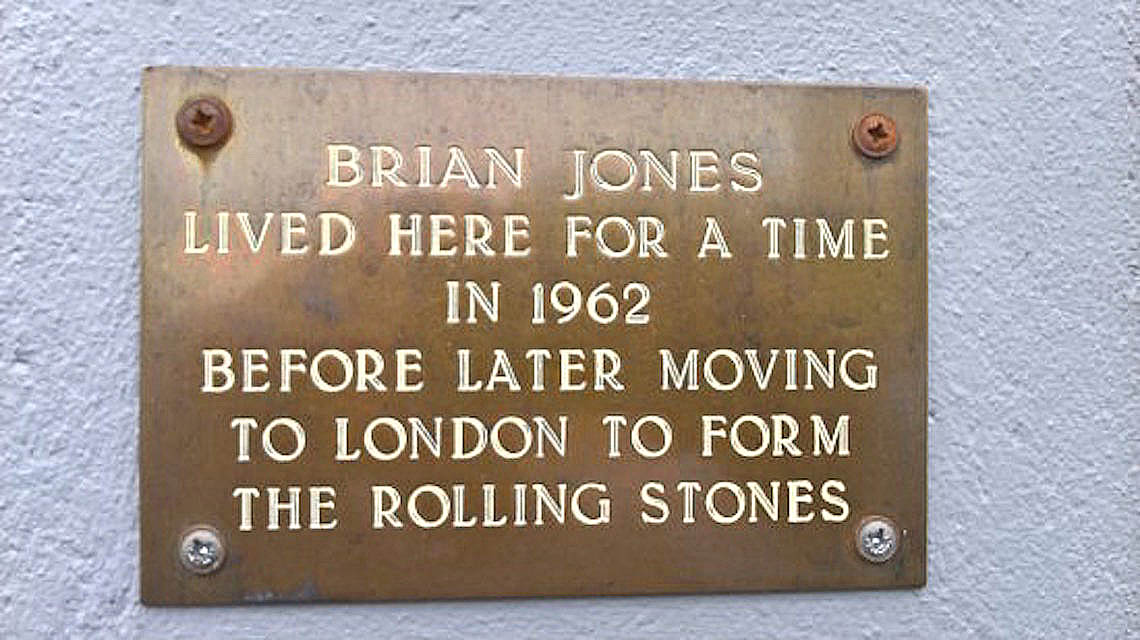 BRIAN JONES
LIVED HERE FOR A TIME
IN 1962
BEFORE LATER MOVING
TO LONDON TO FORM
THE ROLLING STONES